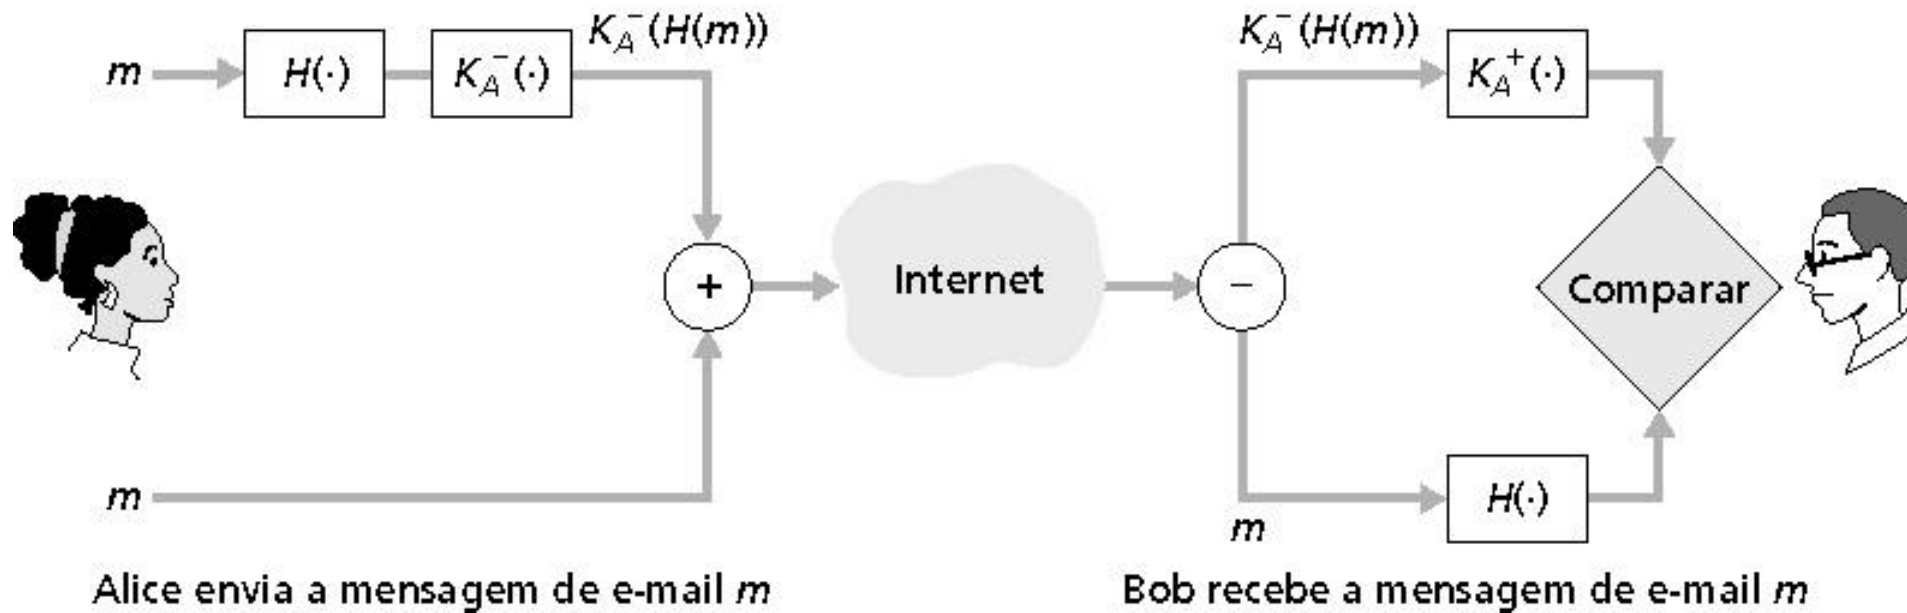 m
H(·)
K_A^-(·)
K_A^-(H(m))
K_A^-(H(m))
K_A^+(·)
+
Internet
−
Comparar
m
m
H(·)
Alice envia a mensagem de e-mail m
Bob recebe a mensagem de e-mail m